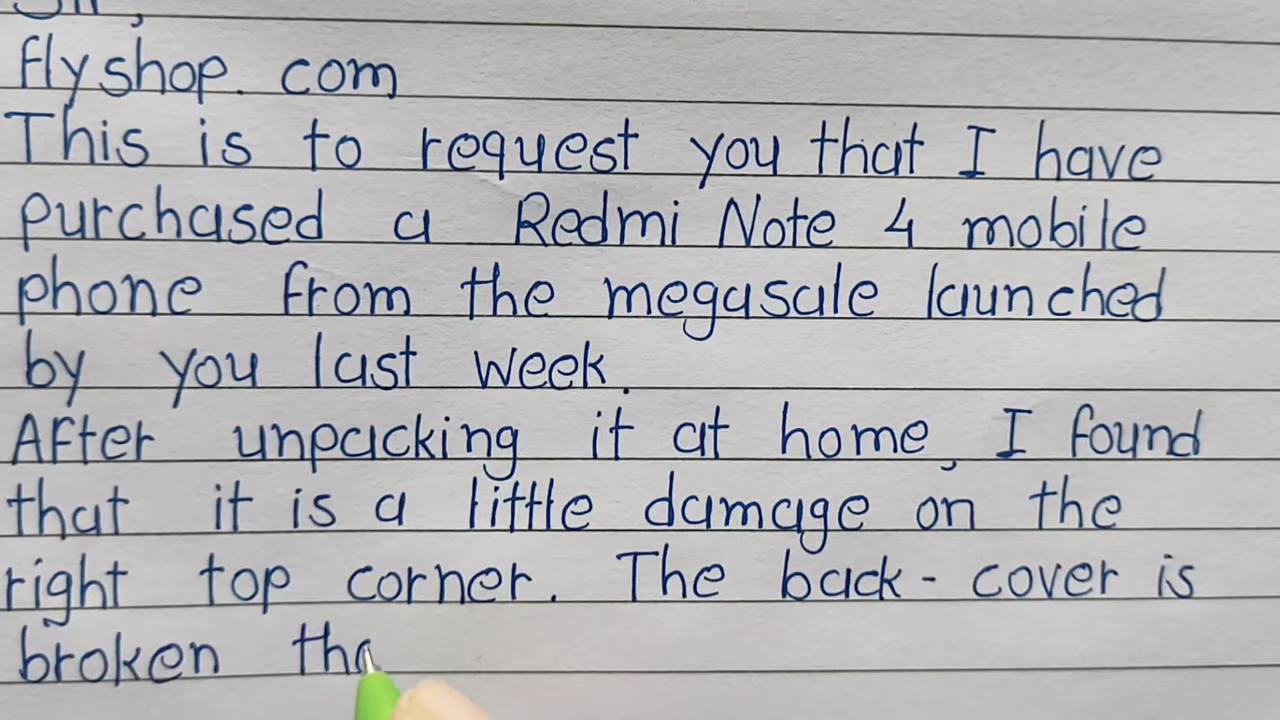 flyshop. com
This is to request you that I have
purchased a Redmi Note 4 mobile
phone from the megasale launched
by you last week.
After unpacking it at home, I found
that it is a little damage on the
right top corner. The back - cover is
broken